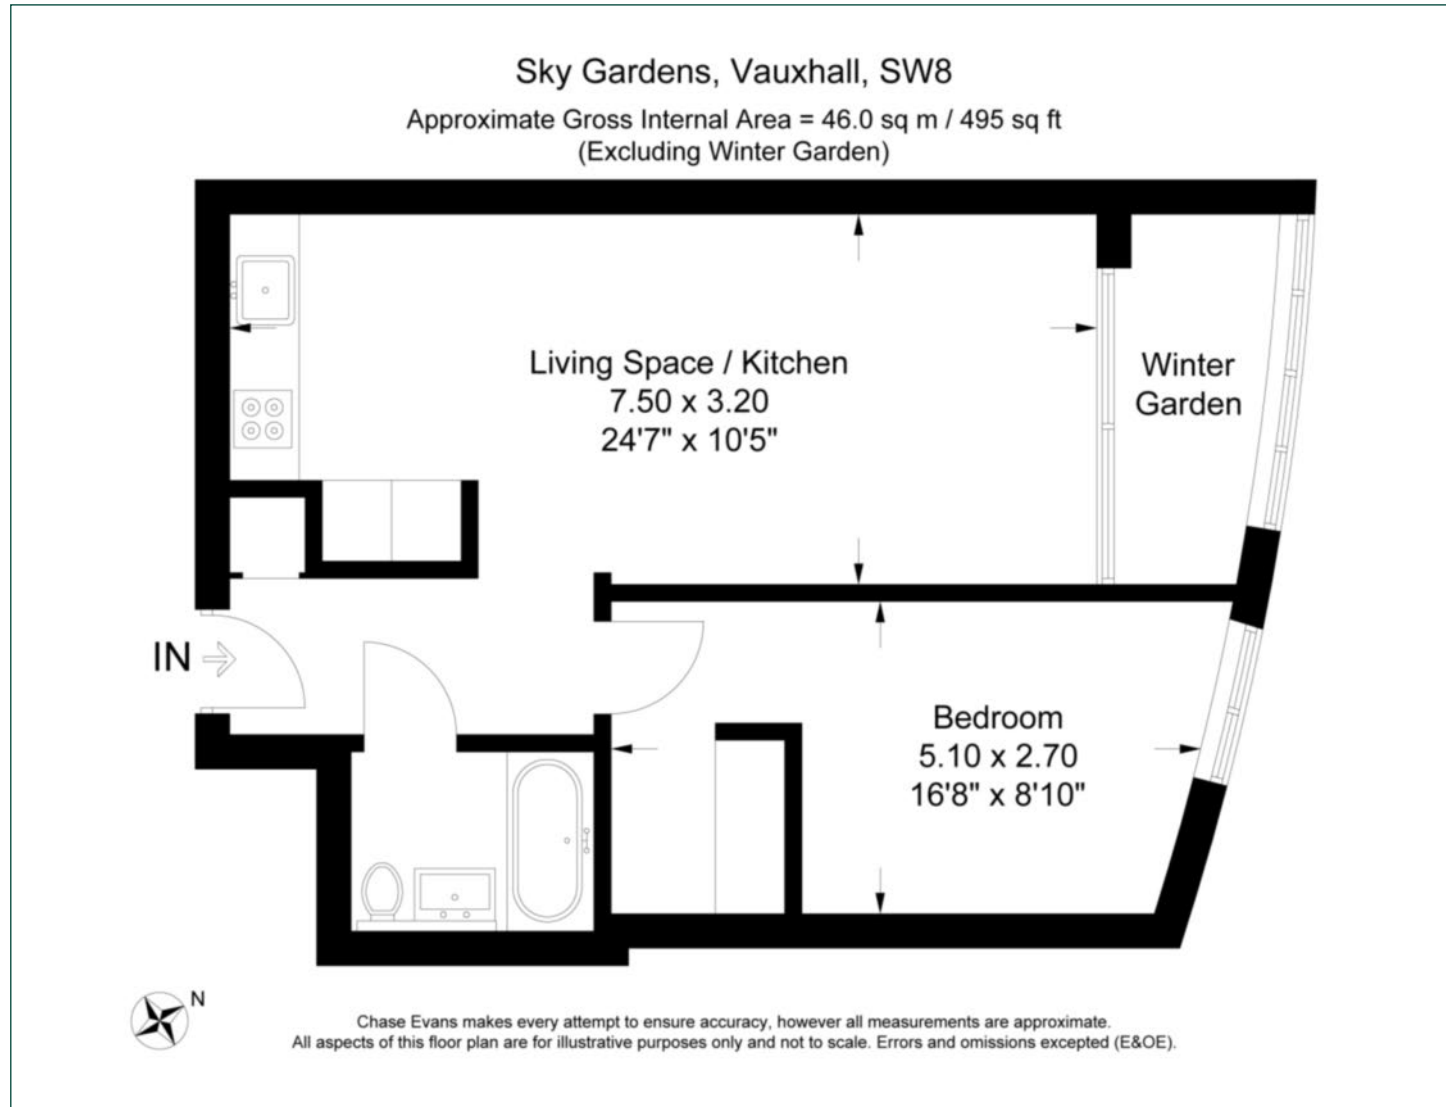 Sky Gardens, Vauxhall, SW8
Approximate Gross Internal Area = 46.0 sq m / 495 sq ft
(Excluding Winter Garden)
Living Space / Kitchen
7.50 x 3.20
24'7" x 10'5"
Winter
Garden
IN
Bedroom
5.10 x 2.70
16'8" x 8'10"
N
Chase Evans makes every attempt to ensure accuracy, however all measurements are approximate.
All aspects of this floor plan are for illustrative purposes only and not to scale. Errors and omissions excepted (E&OE).